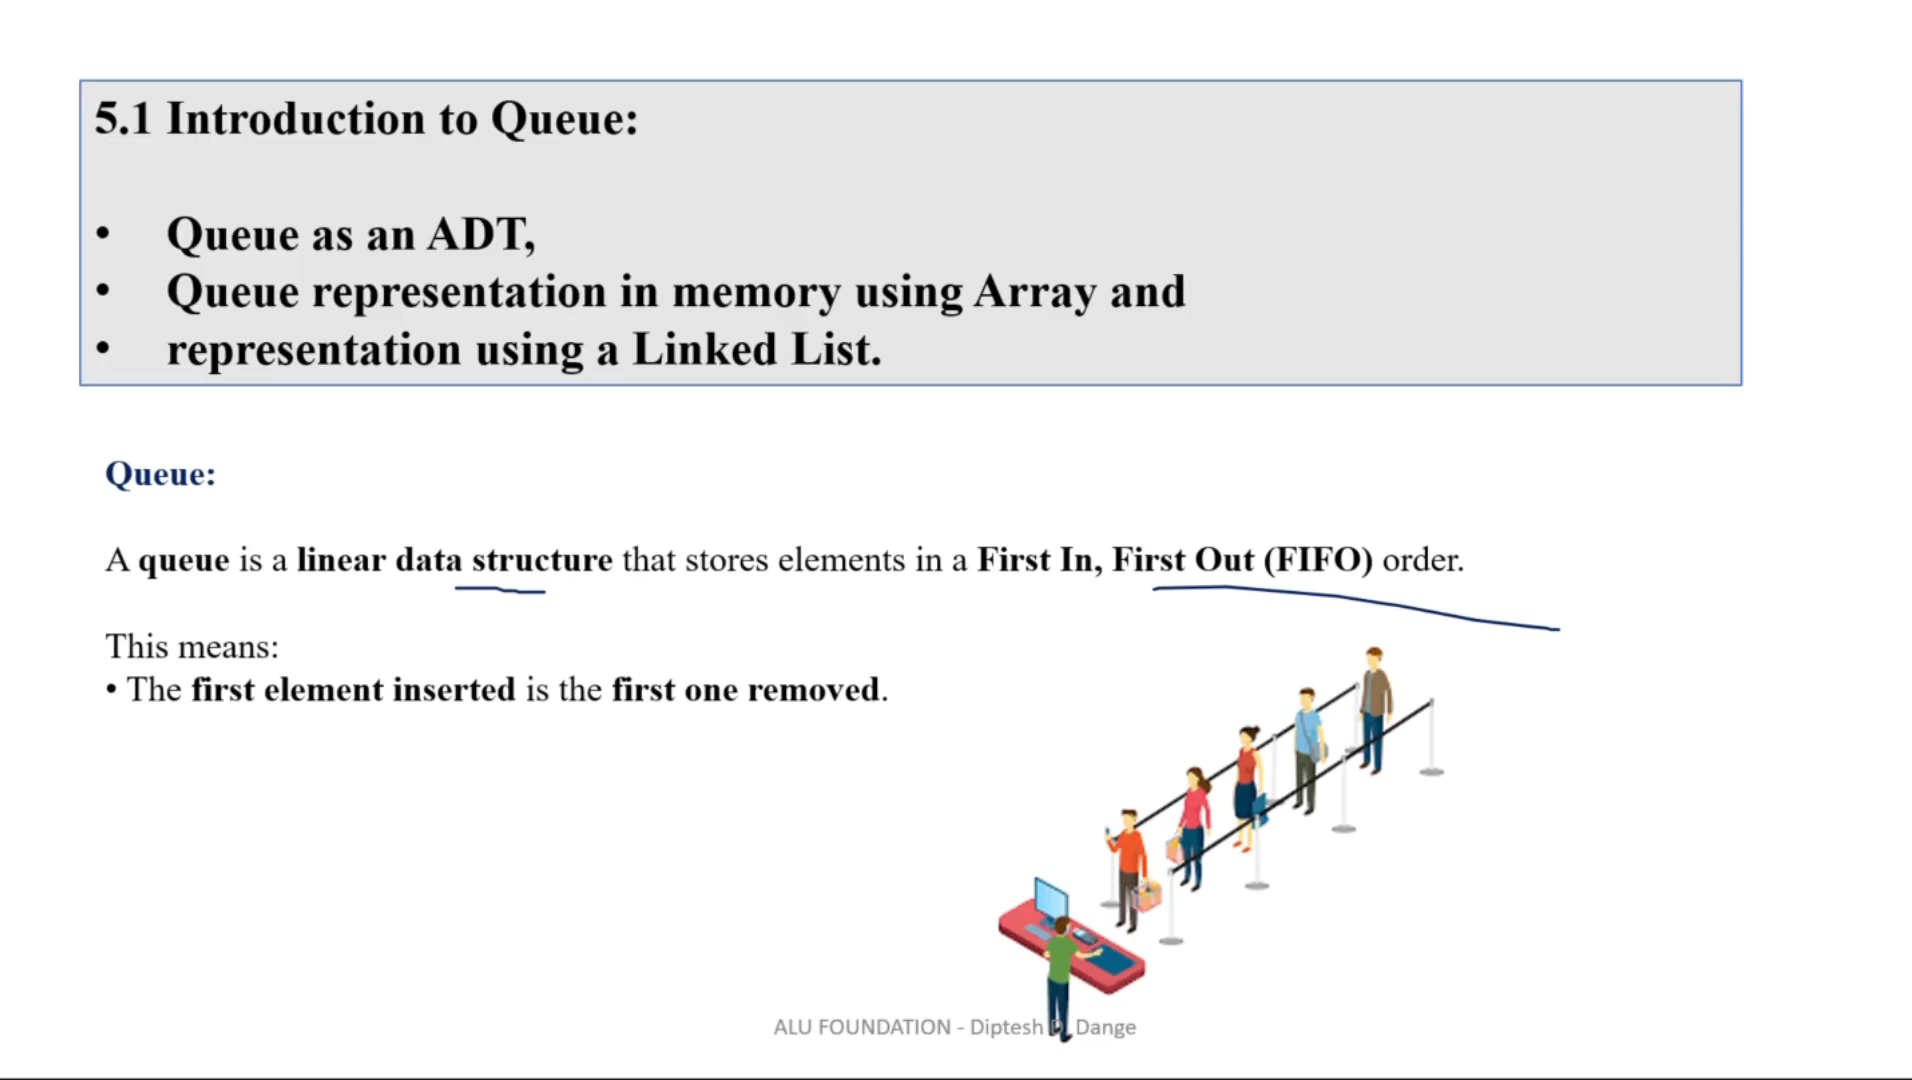 5.1 Introduction to Queue:
• Queue as an ADT,
• Queue representation in memory using Array and
• representation using a Linked List.
Queue:
A queue is a linear data structure that stores elements in a First In, First Out (FIFO) order.
This means:
• The first element inserted is the first one removed.
ALU FOUNDATION - Diptesh Dange